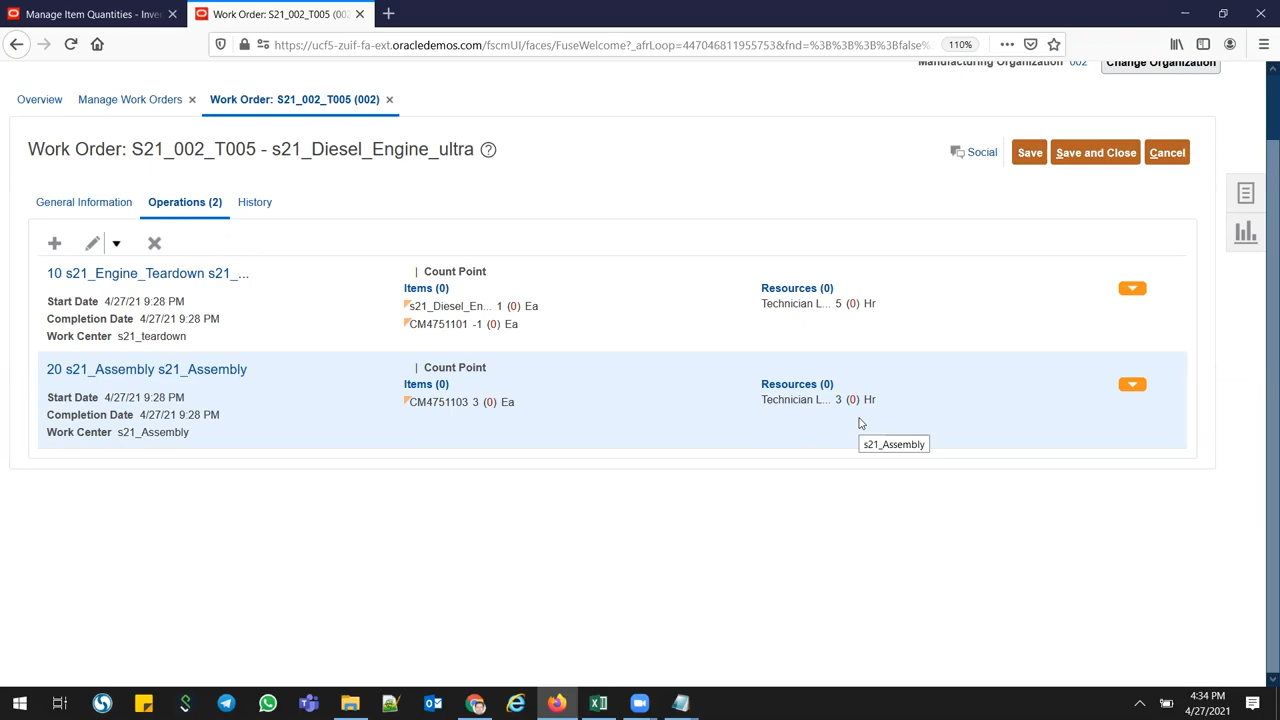 Manage Item Quantities - Inve
Work Order: S21_002_T005 (002
https://ucf5-zuif-fa-ext.oracledemos.com/fscmUI/faces/FuseWelcome?_afrLoop=447046811955753&fnd=%3B%3B%3B%3Bfalse%
110%
Manufacturing Organization 002
Change Organization
Overview
Manage Work Orders
Work Order: S21_002_T005 (002)
Work Order: S21_002_T005 - s21_Diesel_Engine_ultra
Social
Save
Save and Close
Cancel
General Information
Operations (2)
History
10 s21_Engine_Teardown s21_...
| Count Point
Items (0)
Resources (0)
Start Date 4/27/21 9:28 PM
s21_Diesel_En... 1 (0) Ea
Technician L... 5 (0) Hr
Completion Date 4/27/21 9:28 PM
CM4751101 -1 (0) Ea
Work Center s21_teardown
20 s21_Assembly s21_Assembly
| Count Point
Items (0)
Resources (0)
Start Date 4/27/21 9:28 PM
CM4751103 3 (0) Ea
Technician L... 3 (0) Hr
Completion Date 4/27/21 9:28 PM
Work Center s21_Assembly
s21_Assembly
4:34 PM
4/27/2021